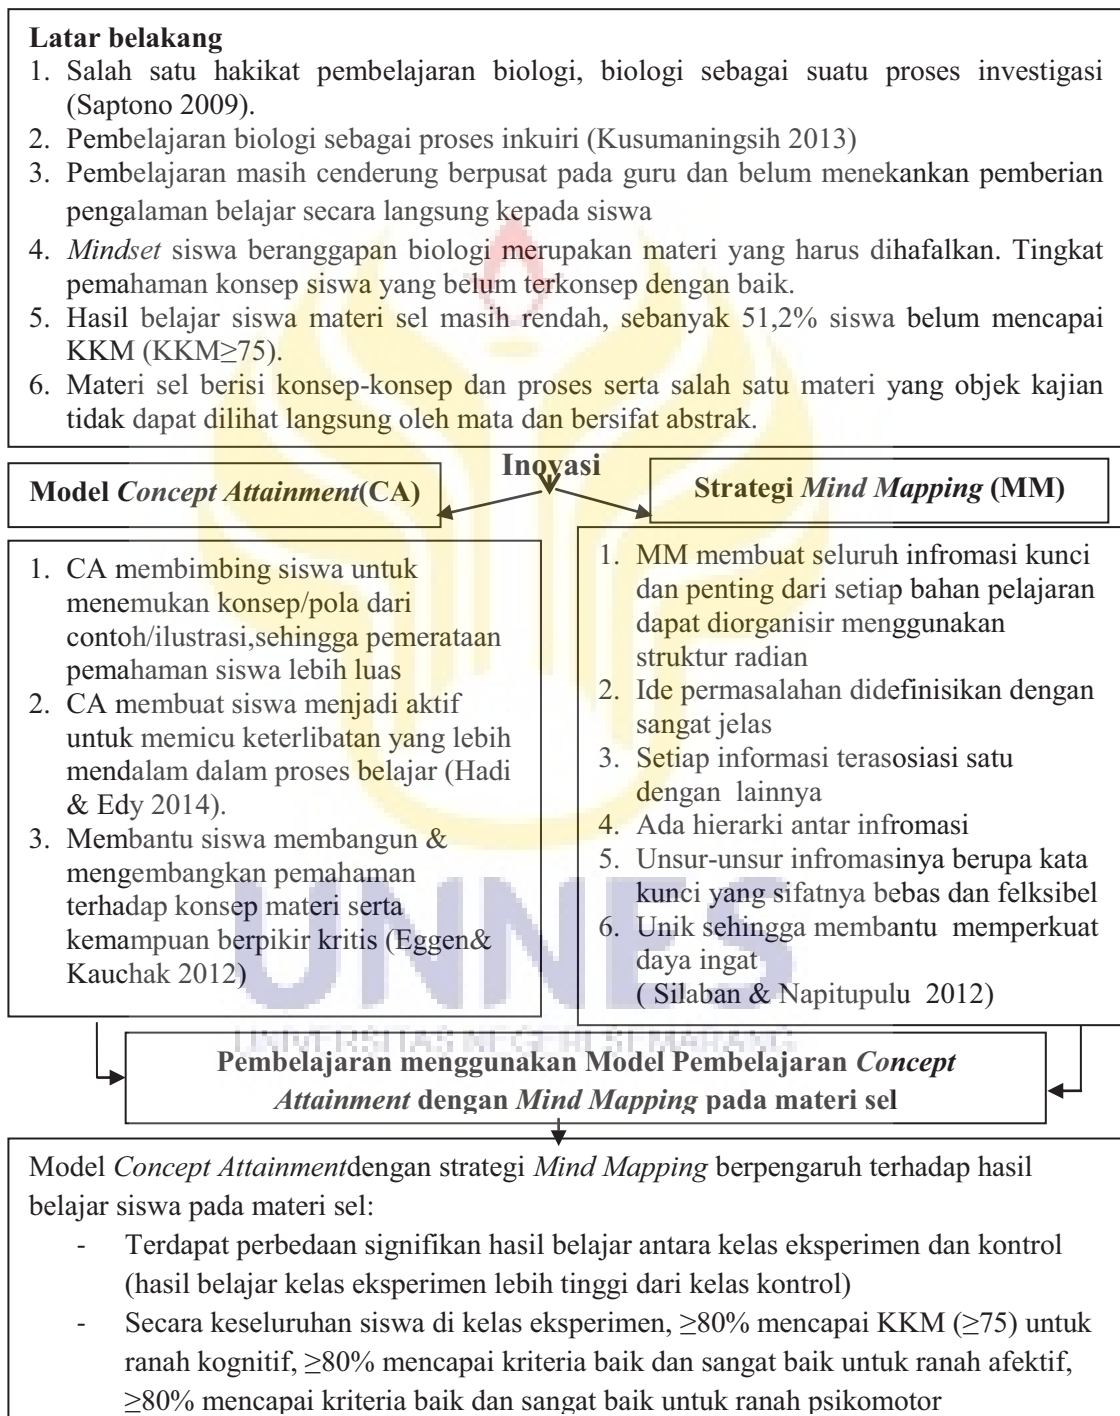 Latar belakang
1. Salah satu hakikat pembelajaran biologi, biologi sebagai suatu proses investigasi
(Saptono 2009).
2. Pembelajaran biologi sebagai proses inkuiri (Kusumaningsih 2013)
3. Pembelajaran masih cenderung berpusat pada guru dan belum menekankan pemberian
pengalaman belajar secara langsung kepada siswa
4. Mindset siswa beranggapan biologi merupakan materi yang harus dihafalkan. Tingkat
pemahaman konsep siswa yang belum terkonsep dengan baik.
5. Hasil belajar siswa materi sel masih rendah, sebanyak 51,2% siswa belum mencapai
KKM (KKM≥75).
6. Materi sel berisi konsep-konsep dan proses serta salah satu materi yang objek kajian
tidak dapat dilihat langsung oleh mata dan bersifat abstrak.
Inovasi
Model Concept Attainment(CA)
Strategi Mind Mapping (MM)
1. CA membimbing siswa untuk
menemukan konsep/pola dari
contoh/ilustrasi,sehingga pemerataan
pemahaman siswa lebih luas
2. CA membuat siswa menjadi aktif
untuk memicu keterlibatan yang lebih
mendalam dalam proses belajar (Hadi
& Edy 2014).
3. Membantu siswa membangun &
mengembangkan pemahaman
terhadap konsep materi serta
kemampuan berpikir kritis (Eggen&
Kauchak 2012)
1. MM membuat seluruh infromasi kunci
dan penting dari setiap bahan pelajaran
dapat diorganisir menggunakan
struktur radian
2. Ide permasalahan didefinisikan dengan
sangat jelas
3. Setiap informasi terasosiasi satu
dengan lainnya
4. Ada hierarki antar infromasi
5. Unsur-unsur infromasinya berupa kata
kunci yang sifatnya bebas dan felksibel
6. Unik sehingga membantu memperkuat
daya ingat
( Silaban & Napitupulu 2012)
UNNES
UNIVERSITAS NEGERI SEMARANG
Pembelajaran menggunakan Model Pembelajaran Concept
Attainment dengan Mind Mapping pada materi sel
Model Concept Attainmentdengan strategi Mind Mapping berpengaruh terhadap hasil
belajar siswa pada materi sel:
- Terdapat perbedaan signifikan hasil belajar antara kelas eksperimen dan kontrol
(hasil belajar kelas eksperimen lebih tinggi dari kelas kontrol)
- Secara keseluruhan siswa di kelas eksperimen, ≥80% mencapai KKM (≥75) untuk
ranah kognitif, ≥80% mencapai kriteria baik dan sangat baik untuk ranah afektif,
≥80% mencapai kriteria baik dan sangat baik untuk ranah psikomotor